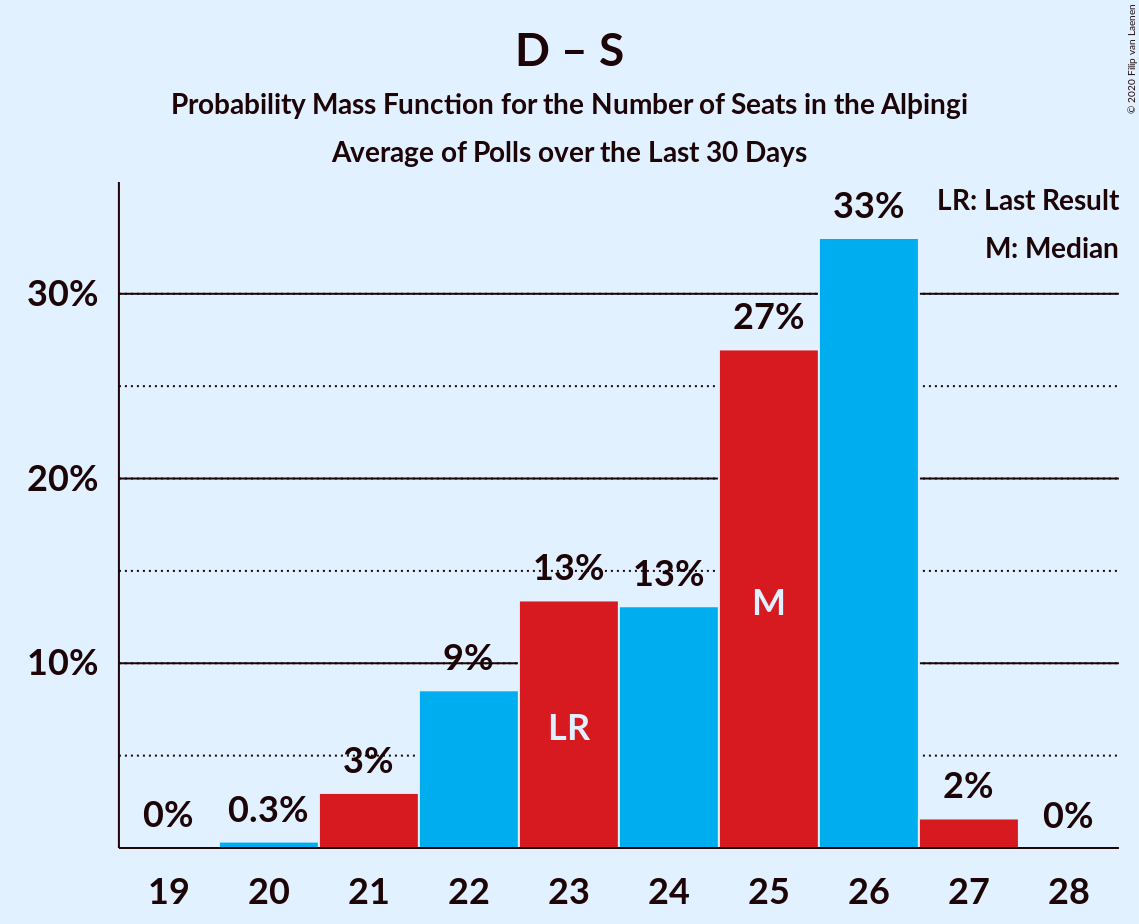 D – S
Probability Mass Function for the Number of Seats in the Alþingi
Average of Polls over the Last 30 Days
© 2020 Filip van Laenen
LR: Last Result
M: Median
30%
20%
10%
0%
0.3%
3%
9%
13%
13%
27%
33%
2%
0%
LR
M
19 20 21 22 23 24 25 26 27 28